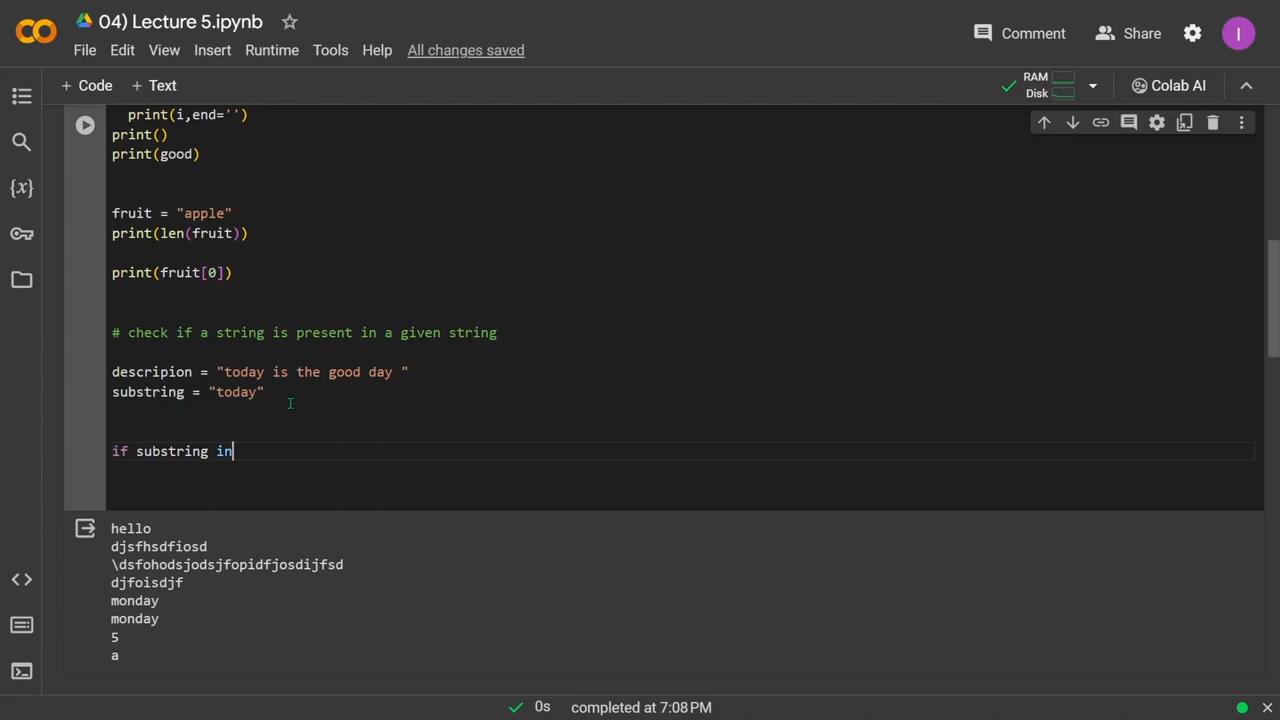 04) Lecture 5.ipynb
Comment
Share
I
File Edit View Insert Runtime Tools Help All changes saved
+ Code + Text
RAM
Disk
Colab AI
print(i,end='')
print()
print(good)
fruit = "apple"
print(len(fruit))
print(fruit[0])
# check if a string is present in a given string
descripion = "today is the good day "
substring = "today"
if substring in
hello
djsfhsdfiosd
\dsfohodsjodsjfopidfjosdijfsd
djfoisdjf
monday
monday
5
a
0s completed at 7:08 PM